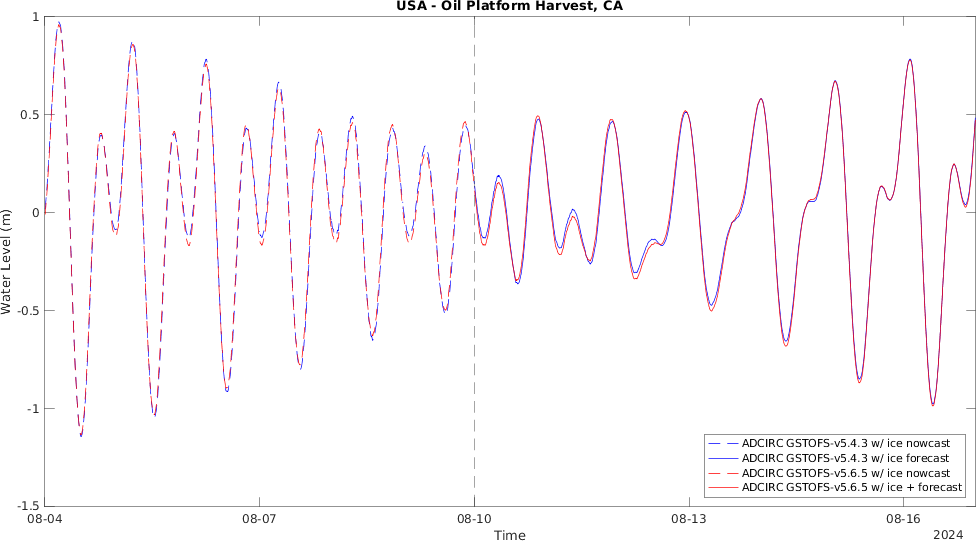 USA - Oil Platform Harvest, CA
1
0.5
0
-0.5
-1
-1.5
Water Level (m)
ADCIRC GSTOFS-v5.4.3 w/ ice nowcast
ADCIRC GSTOFS-v5.4.3 w/ ice forecast
ADCIRC GSTOFS-v5.6.5 w/ ice nowcast
ADCIRC GSTOFS-v5.6.5 w/ ice + forecast
08-04
08-07
08-10
08-13
08-16
Time
2024